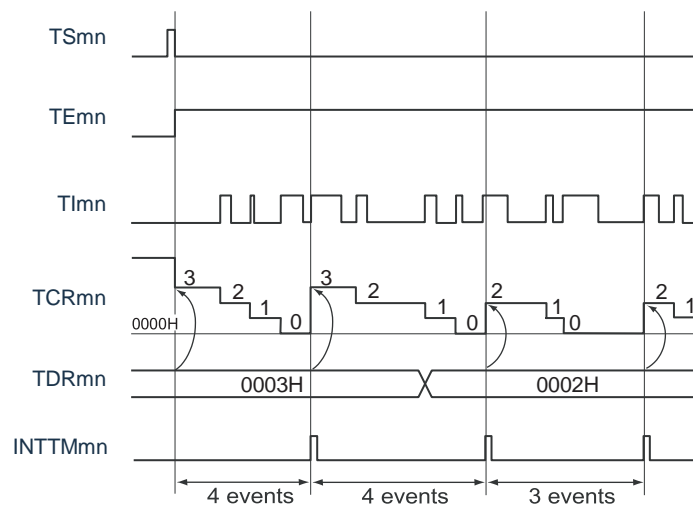 TSmn
TEmn
TImn
TCRmn
3 2 1 0 3 2 1 0 2 1 0 2 1
0000H
TDRmn
0003H 0002H
INTTMmn
4 events 4 events 3 events